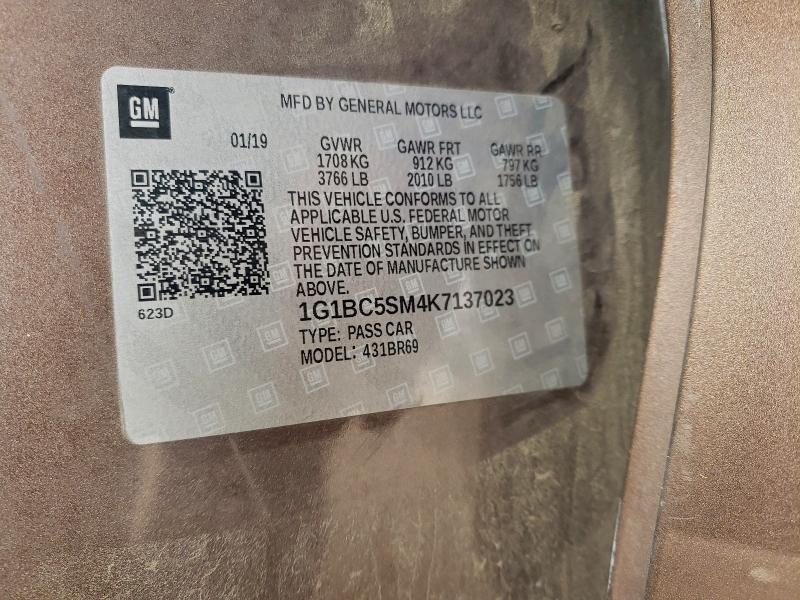 GM
MFD BY GENERAL MOTORS LLC
01/19 GVWR GAWR FRT GAWR RR
1708 KG 912 KG 797 KG
3766 LB 2010 LB 1756 LB
THIS VEHICLE CONFORMS TO ALL
APPLICABLE U.S. FEDERAL MOTOR
VEHICLE SAFETY, BUMPER, AND THEFT
PREVENTION STANDARDS IN EFFECT ON
THE DATE OF MANUFACTURE SHOWN
ABOVE.
623D
1G1BC5SM4K7137023
TYPE: PASS CAR
MODEL: 431BR69